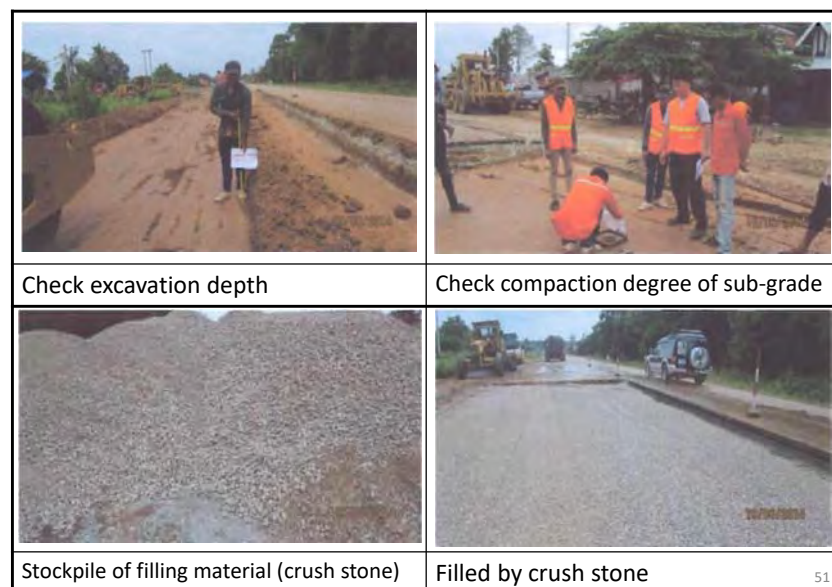 Check excavation depth
Check compaction degree of sub-grade
Stockpile of filling material (crush stone)
Filled by crush stone
51